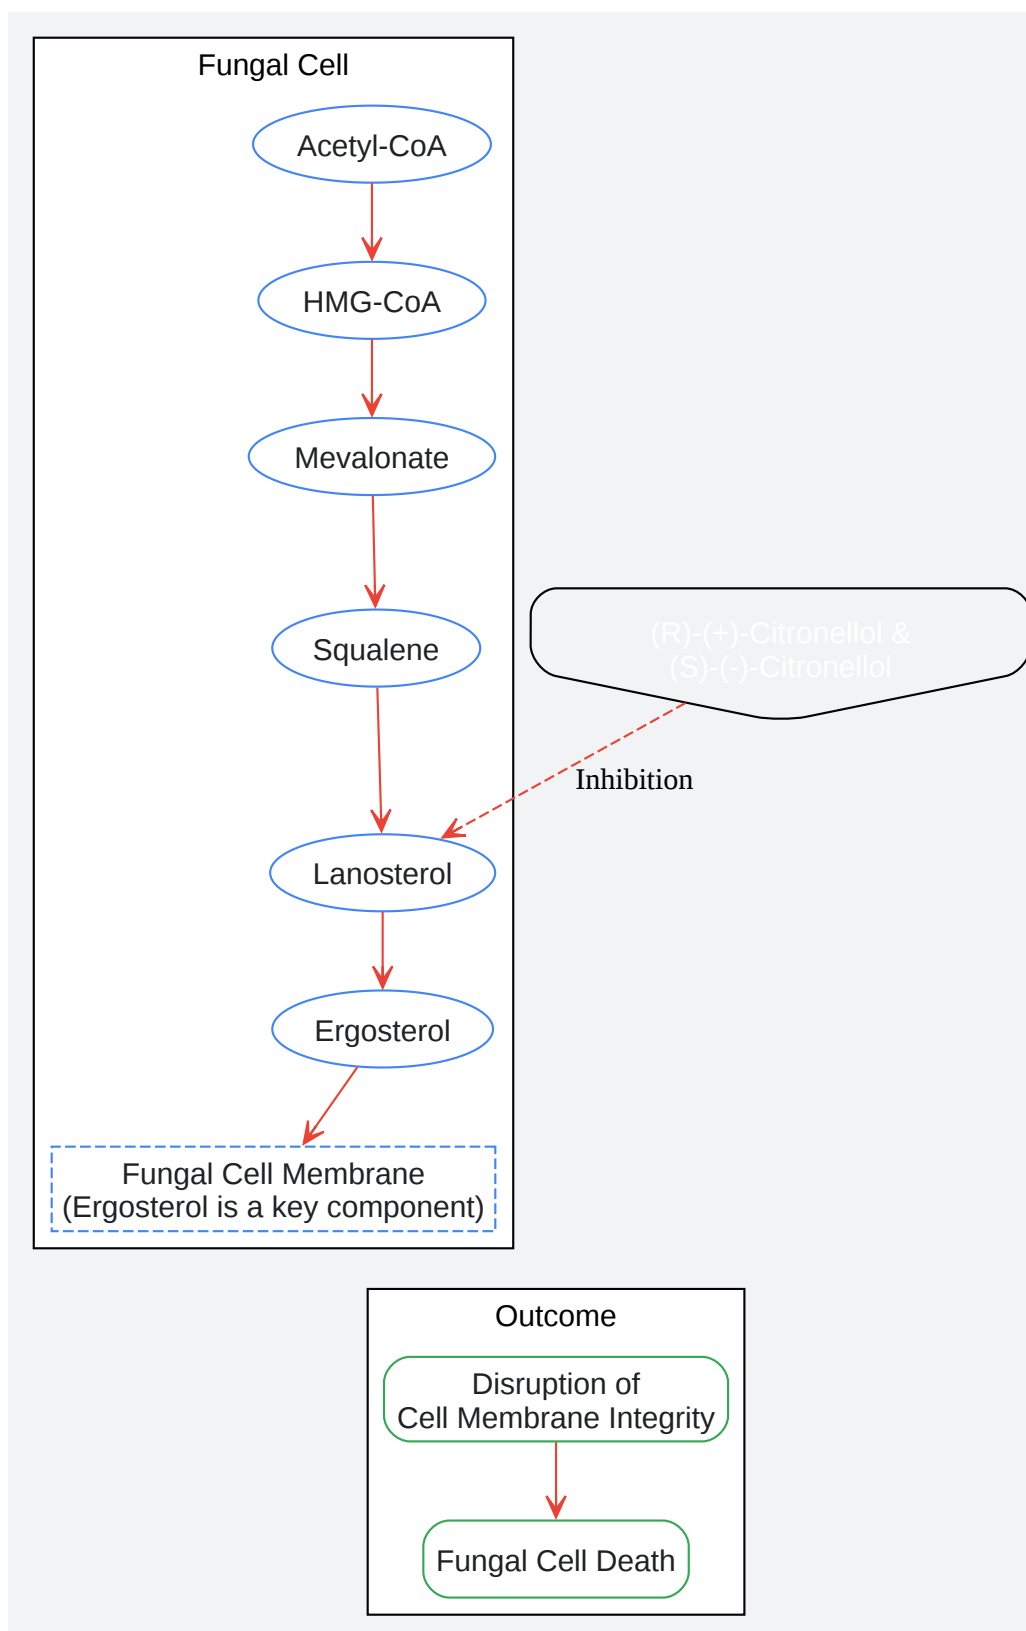 Fungal Cell
Acetyl-CoA
HMG-CoA
Mevalonate
Squalene
(R)-(+)-Citronellol &
(S)-(-)-Citronellol
Inhibition
Lanosterol
Ergosterol
Fungal Cell Membrane
(Ergosterol is a key component)
Outcome
Disruption of
Cell Membrane Integrity
Fungal Cell Death